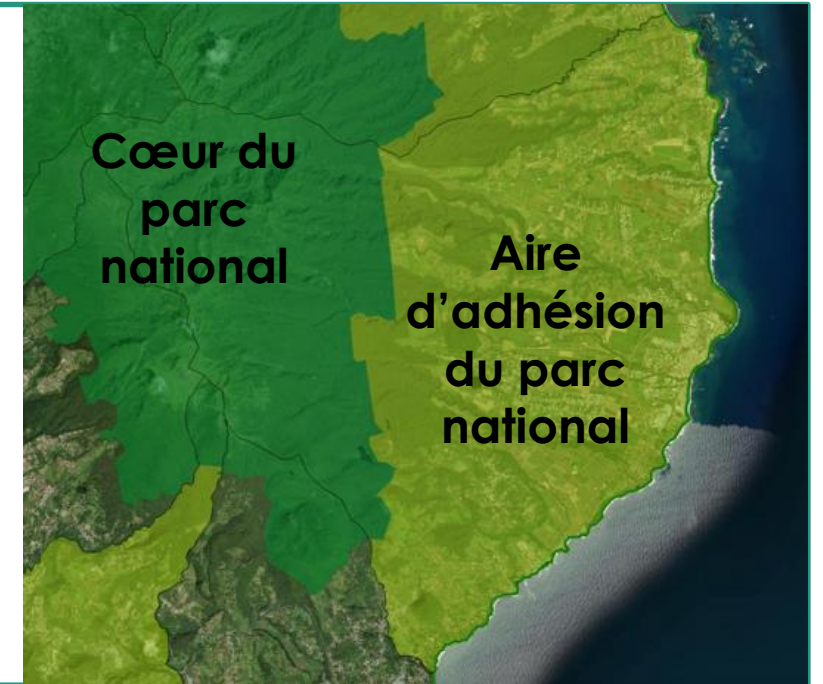 Cœur du
parc
national
Aire
d’adhésion
du parc
national